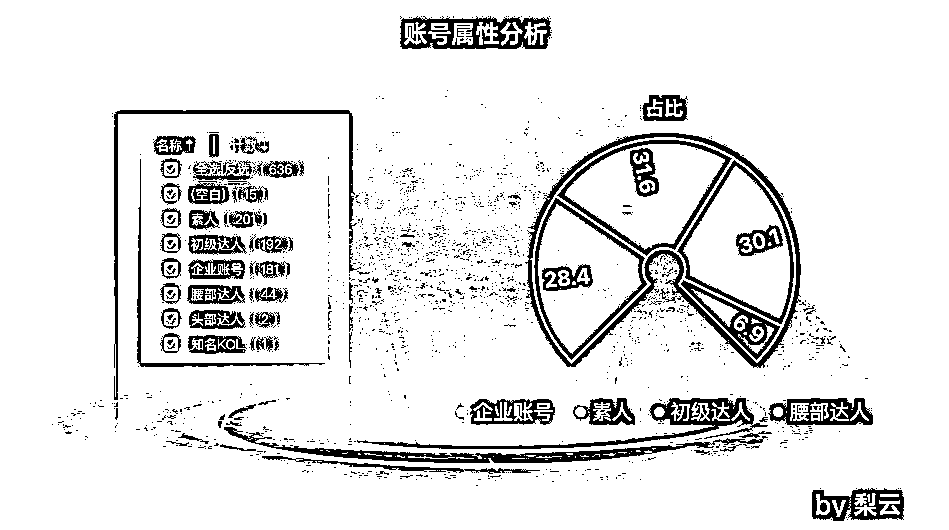 账号属性分析
占比
名称↑ 计数
全选|反选 (636)
(空白) (15)
素人 (201)
初级达人 (192)
企业账号 (181)
腰部达人 (44)
头部达人 (2)
知名KOL (1)
31.6
30.1
28.4
6.9
企业账号 素人 初级达人 腰部达人
by 梨云